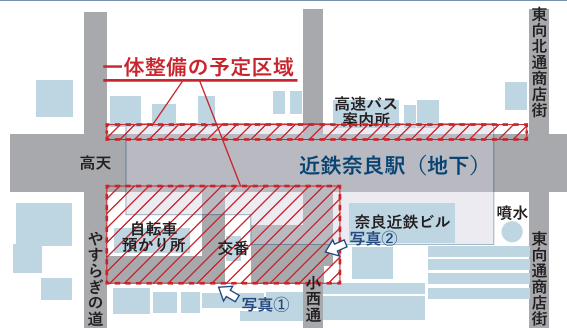 一体整備の予定区域
東向北通商店街
高速バス
案内所
高天
近鉄奈良駅（地下）
自転車
預かり所
交番
奈良近鉄ビル
噴水
写真②
やすらぎの道
写真①
小西通
東向通商店街